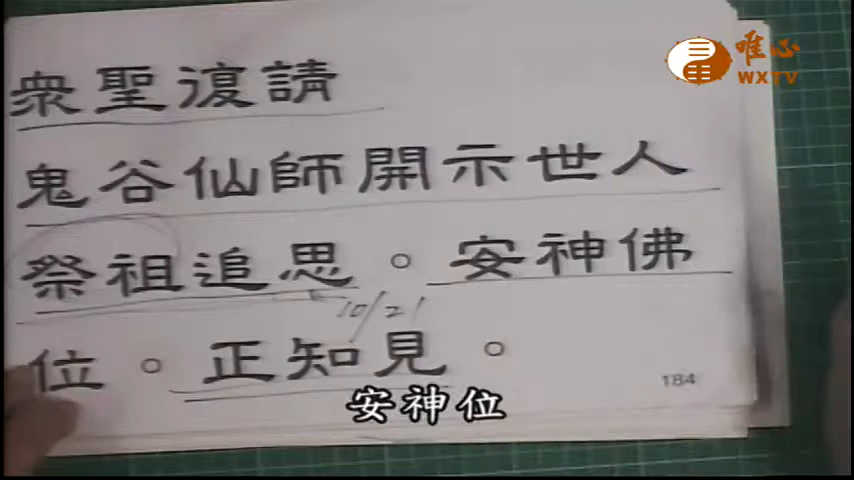 唯心
WXTV
衆聖復請
鬼谷仙師開示世人
祭祖追思。安神佛
10/21
位。正知見。
184
安神位